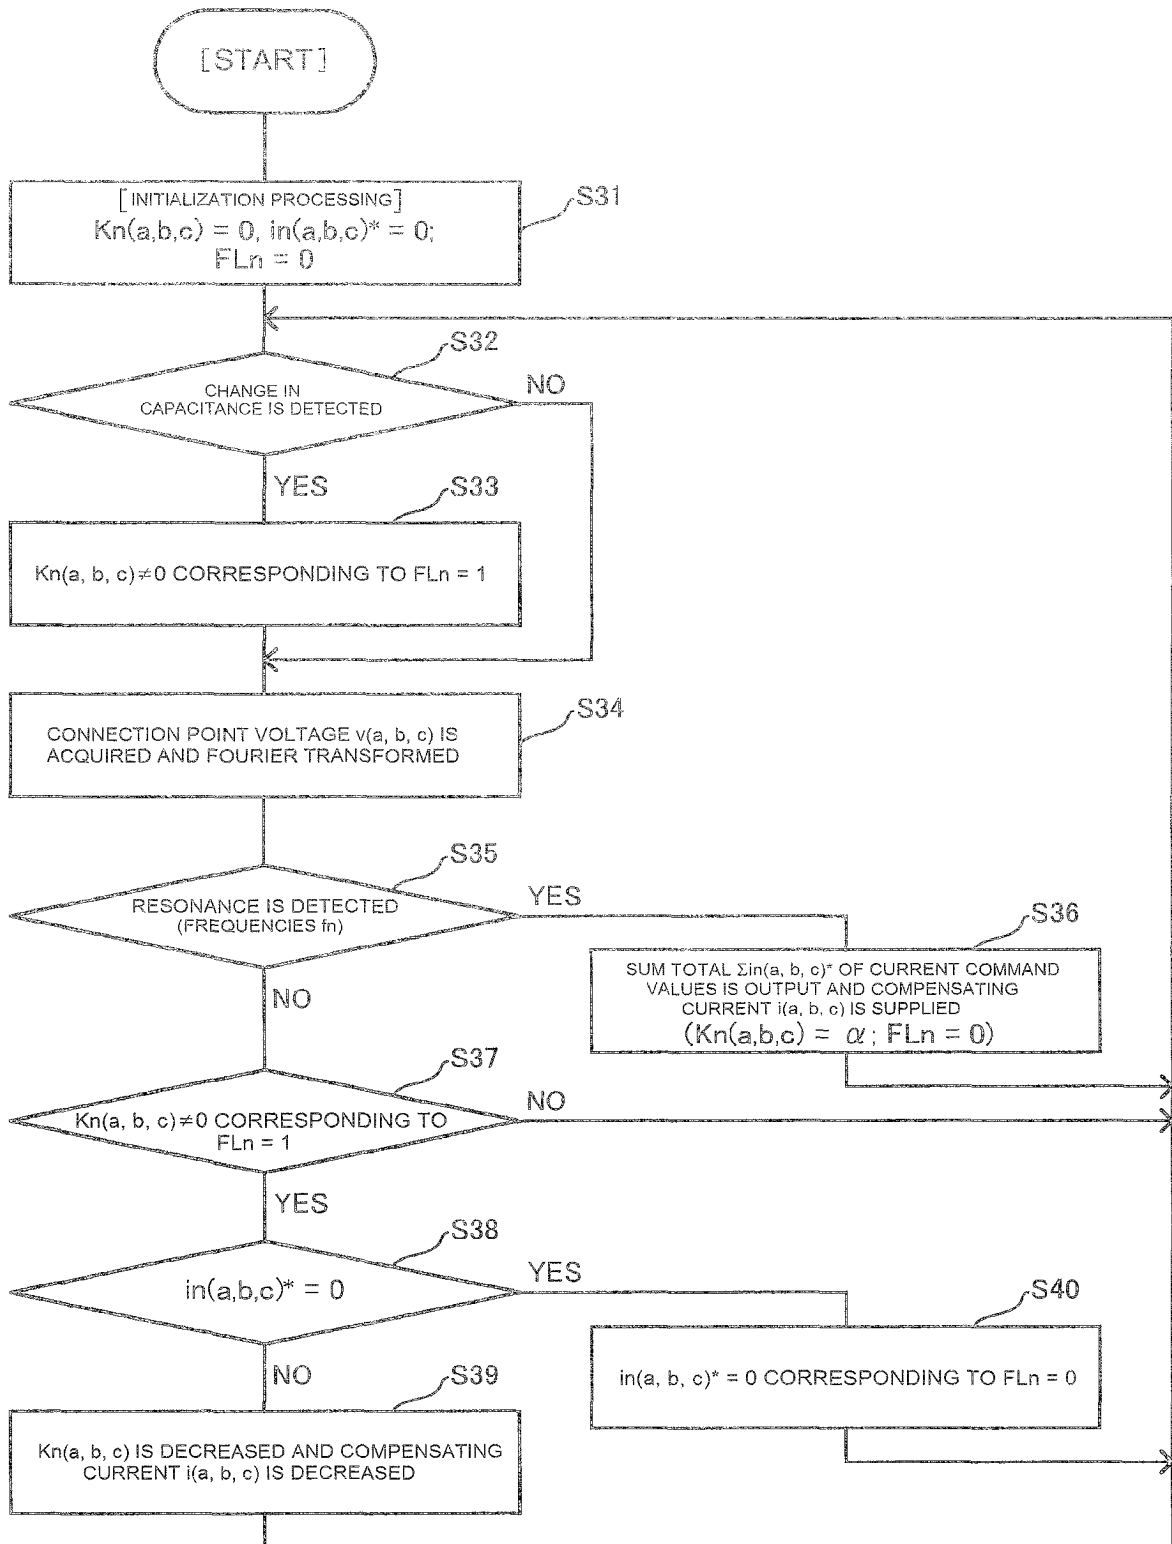 [START]
[INITIALIZATION PROCESSING]
Kn(a,b,c) = 0, in(a,b,c)* = 0;
FLn = 0
S31
S32
CHANGE IN
CAPACITANCE IS DETECTED
NO
YES
S33
Kn(a, b, c)≠0 CORRESPONDING TO FLn = 1
S34
CONNECTION POINT VOLTAGE v(a, b, c) IS
ACQUIRED AND FOURIER TRANSFORMED
S35
RESONANCE IS DETECTED
(FREQUENCIES fn)
YES
NO
S36
SUM TOTAL Σin(a, b, c)* OF CURRENT COMMAND
VALUES IS OUTPUT AND COMPENSATING
CURRENT i(a, b, c) IS SUPPLIED
(Kn(a,b,c) = α; FLn = 0)
S37
Kn(a, b, c)≠0 CORRESPONDING TO
FLn = 1
NO
YES
S38
in(a,b,c)* = 0
YES
NO
S40
in(a, b, c)* = 0 CORRESPONDING TO FLn = 0
S39
Kn(a, b, c) IS DECREASED AND COMPENSATING
CURRENT i(a, b, c) IS DECREASED